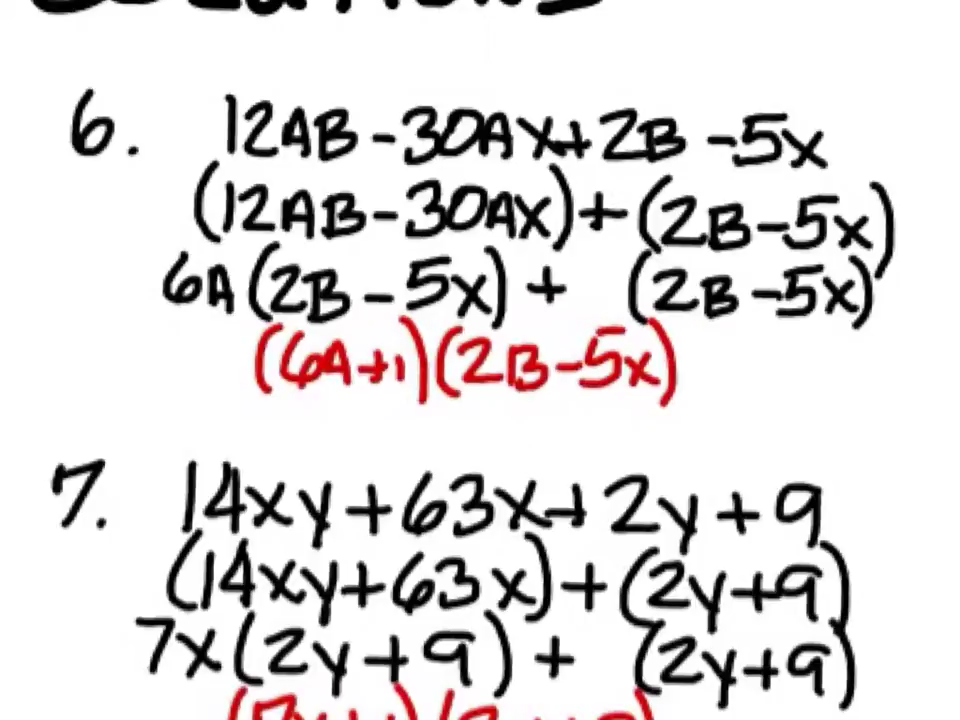 6. 12AB - 30AX + 2B - 5x
(12AB - 30AX) + (2B - 5x)
6A(2B - 5x) + (2B - 5x)
(6A + 1)(2B - 5x)
7. 14xy + 63x + 2y + 9
(14xy + 63x) + (2y + 9)
7x(2y + 9) + (2y + 9)